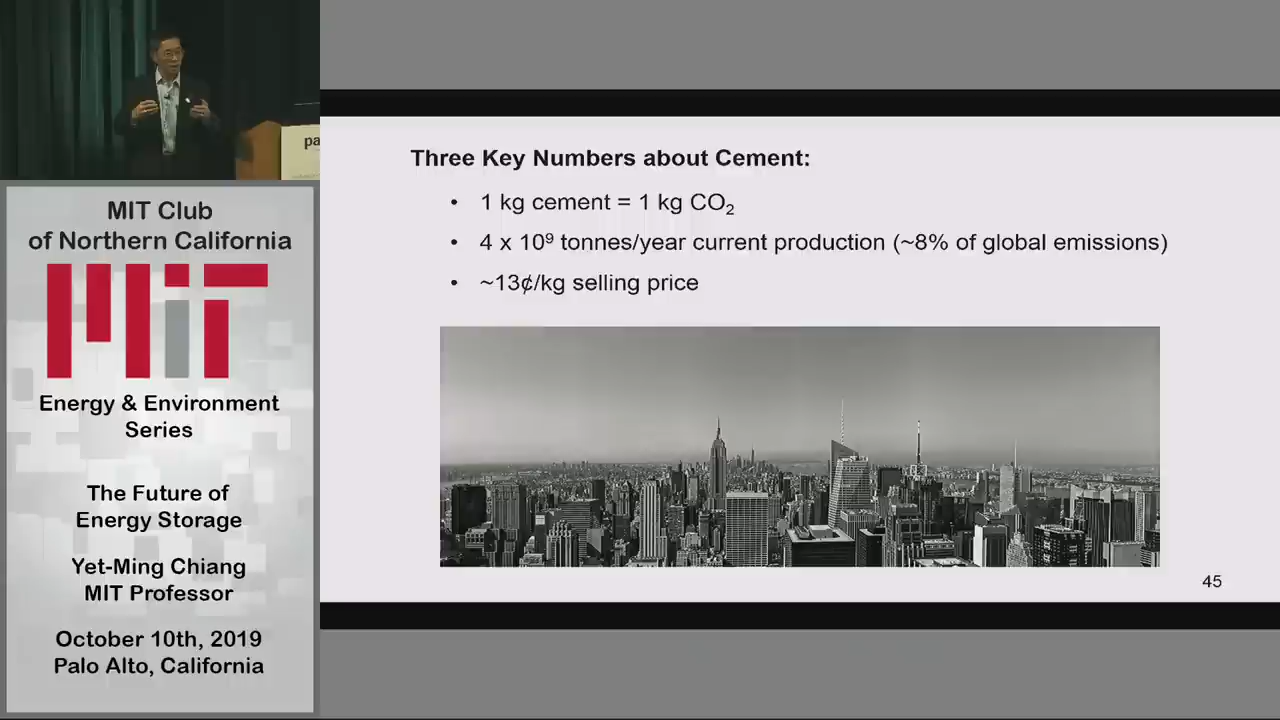 pa
MIT Club
of Northern California
MIT
Energy & Environment
Series
The Future of
Energy Storage
Yet-Ming Chiang
MIT Professor
October 10th, 2019
Palo Alto, California
Three Key Numbers about Cement:
• 1 kg cement = 1 kg CO₂
• 4 x 10⁹ tonnes/year current production (~8% of global emissions)
• ~13¢/kg selling price
45